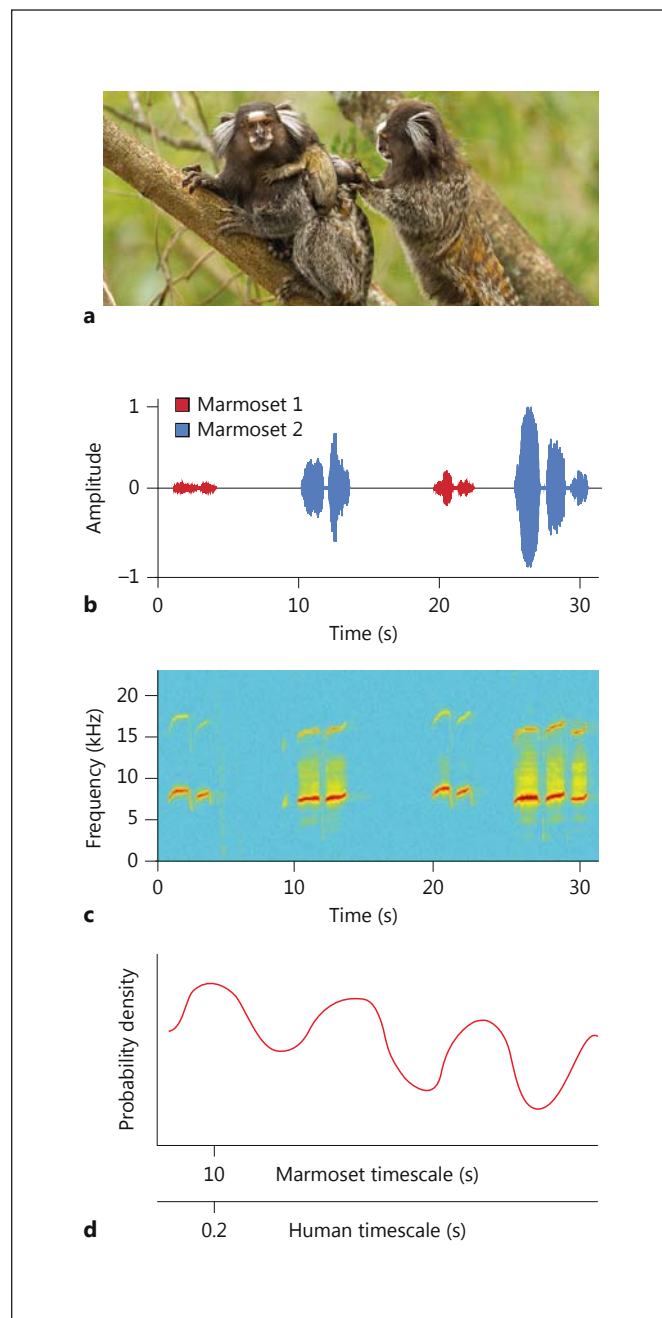 a
Marmoset 1
Marmoset 2
Amplitude
1
0
−1
0 10 20 30
Time (s)
b
Frequency (kHz)
20
15
10
5
0
0 10 20 30
Time (s)
c
Probability density
10 Marmoset timescale (s)
0.2 Human timescale (s)
d